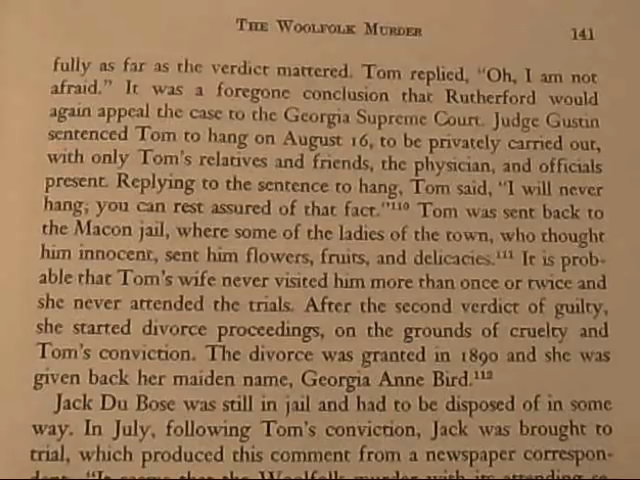 THE WOOLFOLK MURDER 141
fully as far as the verdict mattered. Tom replied, "Oh, I am not
afraid." It was a foregone conclusion that Rutherford would
again appeal the case to the Georgia Supreme Court. Judge Gustin
sentenced Tom to hang on August 16, to be privately carried out,
with only Tom's relatives and friends, the physician, and officials
present. Replying to the sentence to hang, Tom said, "I will never
hang; you can rest assured of that fact."¹¹⁰ Tom was sent back to
the Macon jail, where some of the ladies of the town, who thought
him innocent, sent him flowers, fruits, and delicacies.¹¹¹ It is prob-
able that Tom's wife never visited him more than once or twice and
she never attended the trials. After the second verdict of guilty,
she started divorce proceedings, on the grounds of cruelty and
Tom's conviction. The divorce was granted in 1890 and she was
given back her maiden name, Georgia Anne Bird.¹¹²
Jack Du Bose was still in jail and had to be disposed of in some
way. In July, following Tom's conviction, Jack was brought to
trial, which produced this comment from a newspaper correspon-
dent, "It seems that the Woolfolk murder with its attending